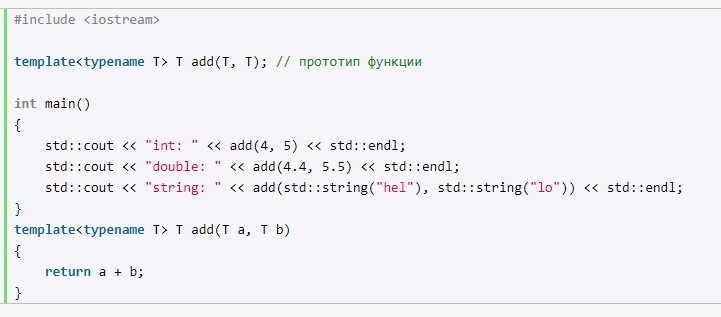 #include <iostream>
template<typename T> T add(T, T); // прототип функции
int main()
{
    std::cout << "int: " << add(4, 5) << std::endl;
    std::cout << "double: " << add(4.4, 5.5) << std::endl;
    std::cout << "string: " << add(std::string("hel"), std::string("lo")) << std::endl;
}
template<typename T> T add(T a, T b)
{
    return a + b;
}